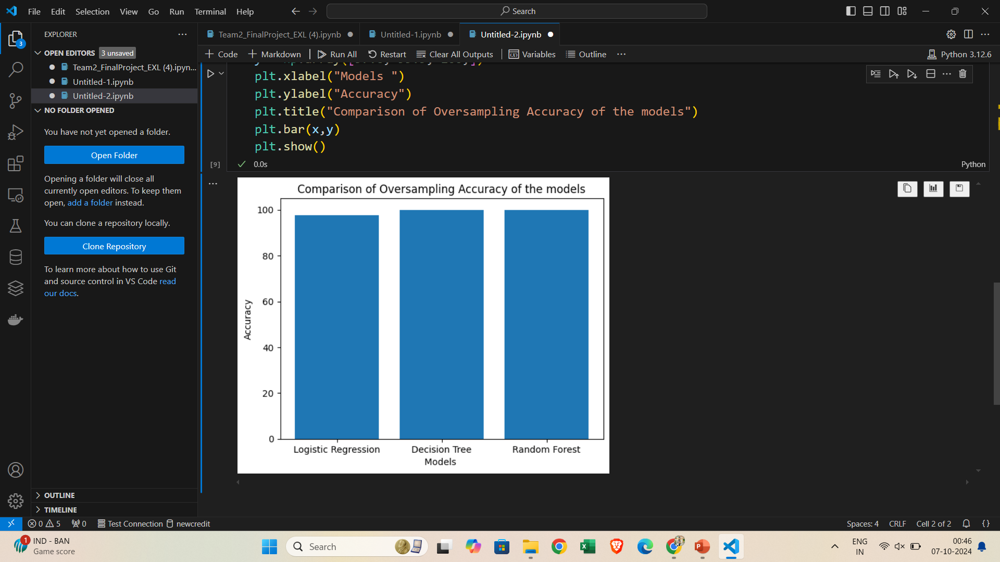 File Edit Selection View Go Run Terminal Help
Search
EXPLORER
3
OPEN EDITORS 3 unsaved
Team2_FinalProject_EXL (4).ipyn...
Untitled-1.ipynb
Untitled-2.ipynb
NO FOLDER OPENED
You have not yet opened a folder.
Open Folder
Opening a folder will close all
currently open editors. To keep them
open, add a folder instead.
You can clone a repository locally.
Clone Repository
To learn more about how to use Git
and source control in VS Code read
our docs.
OUTLINE
TIMELINE
Team2_FinalProject_EXL (4).ipynb Untitled-1.ipynb Untitled-2.ipynb
Code Markdown Run All Restart Clear All Outputs Variables Outline Python 3.12.6
plt.xlabel("Models ")
plt.ylabel("Accuracy")
plt.title("Comparison of Oversampling Accuracy of the models")
plt.bar(x,y)
plt.show()
[9] 0.0s Python
Comparison of Oversampling Accuracy of the models
100
80
60
40
20
0
Accuracy
Logistic Regression Decision Tree Random Forest
Models
0 5 0 Test Connection newcredit Spaces: 4 CRLF Cell 2 of 2 {}
1
IND - BAN
Game score
Search
ENG
IN
00:46
07-10-2024